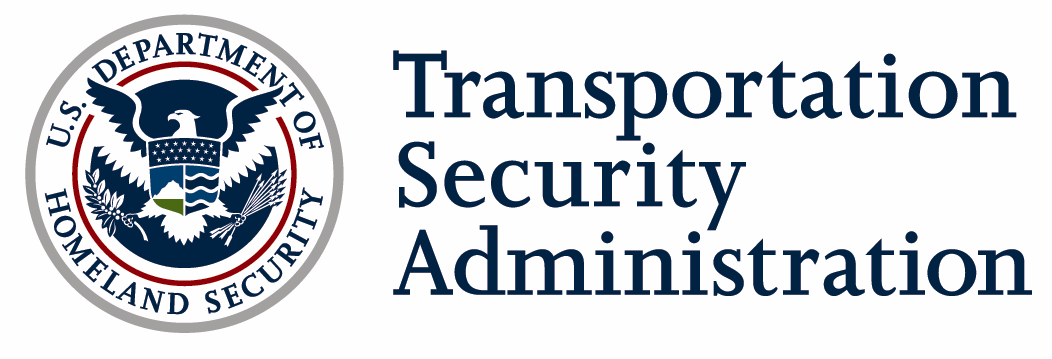 U.S. DEPARTMENT OF
HOMELAND SECURITY
Transportation
Security
Administration